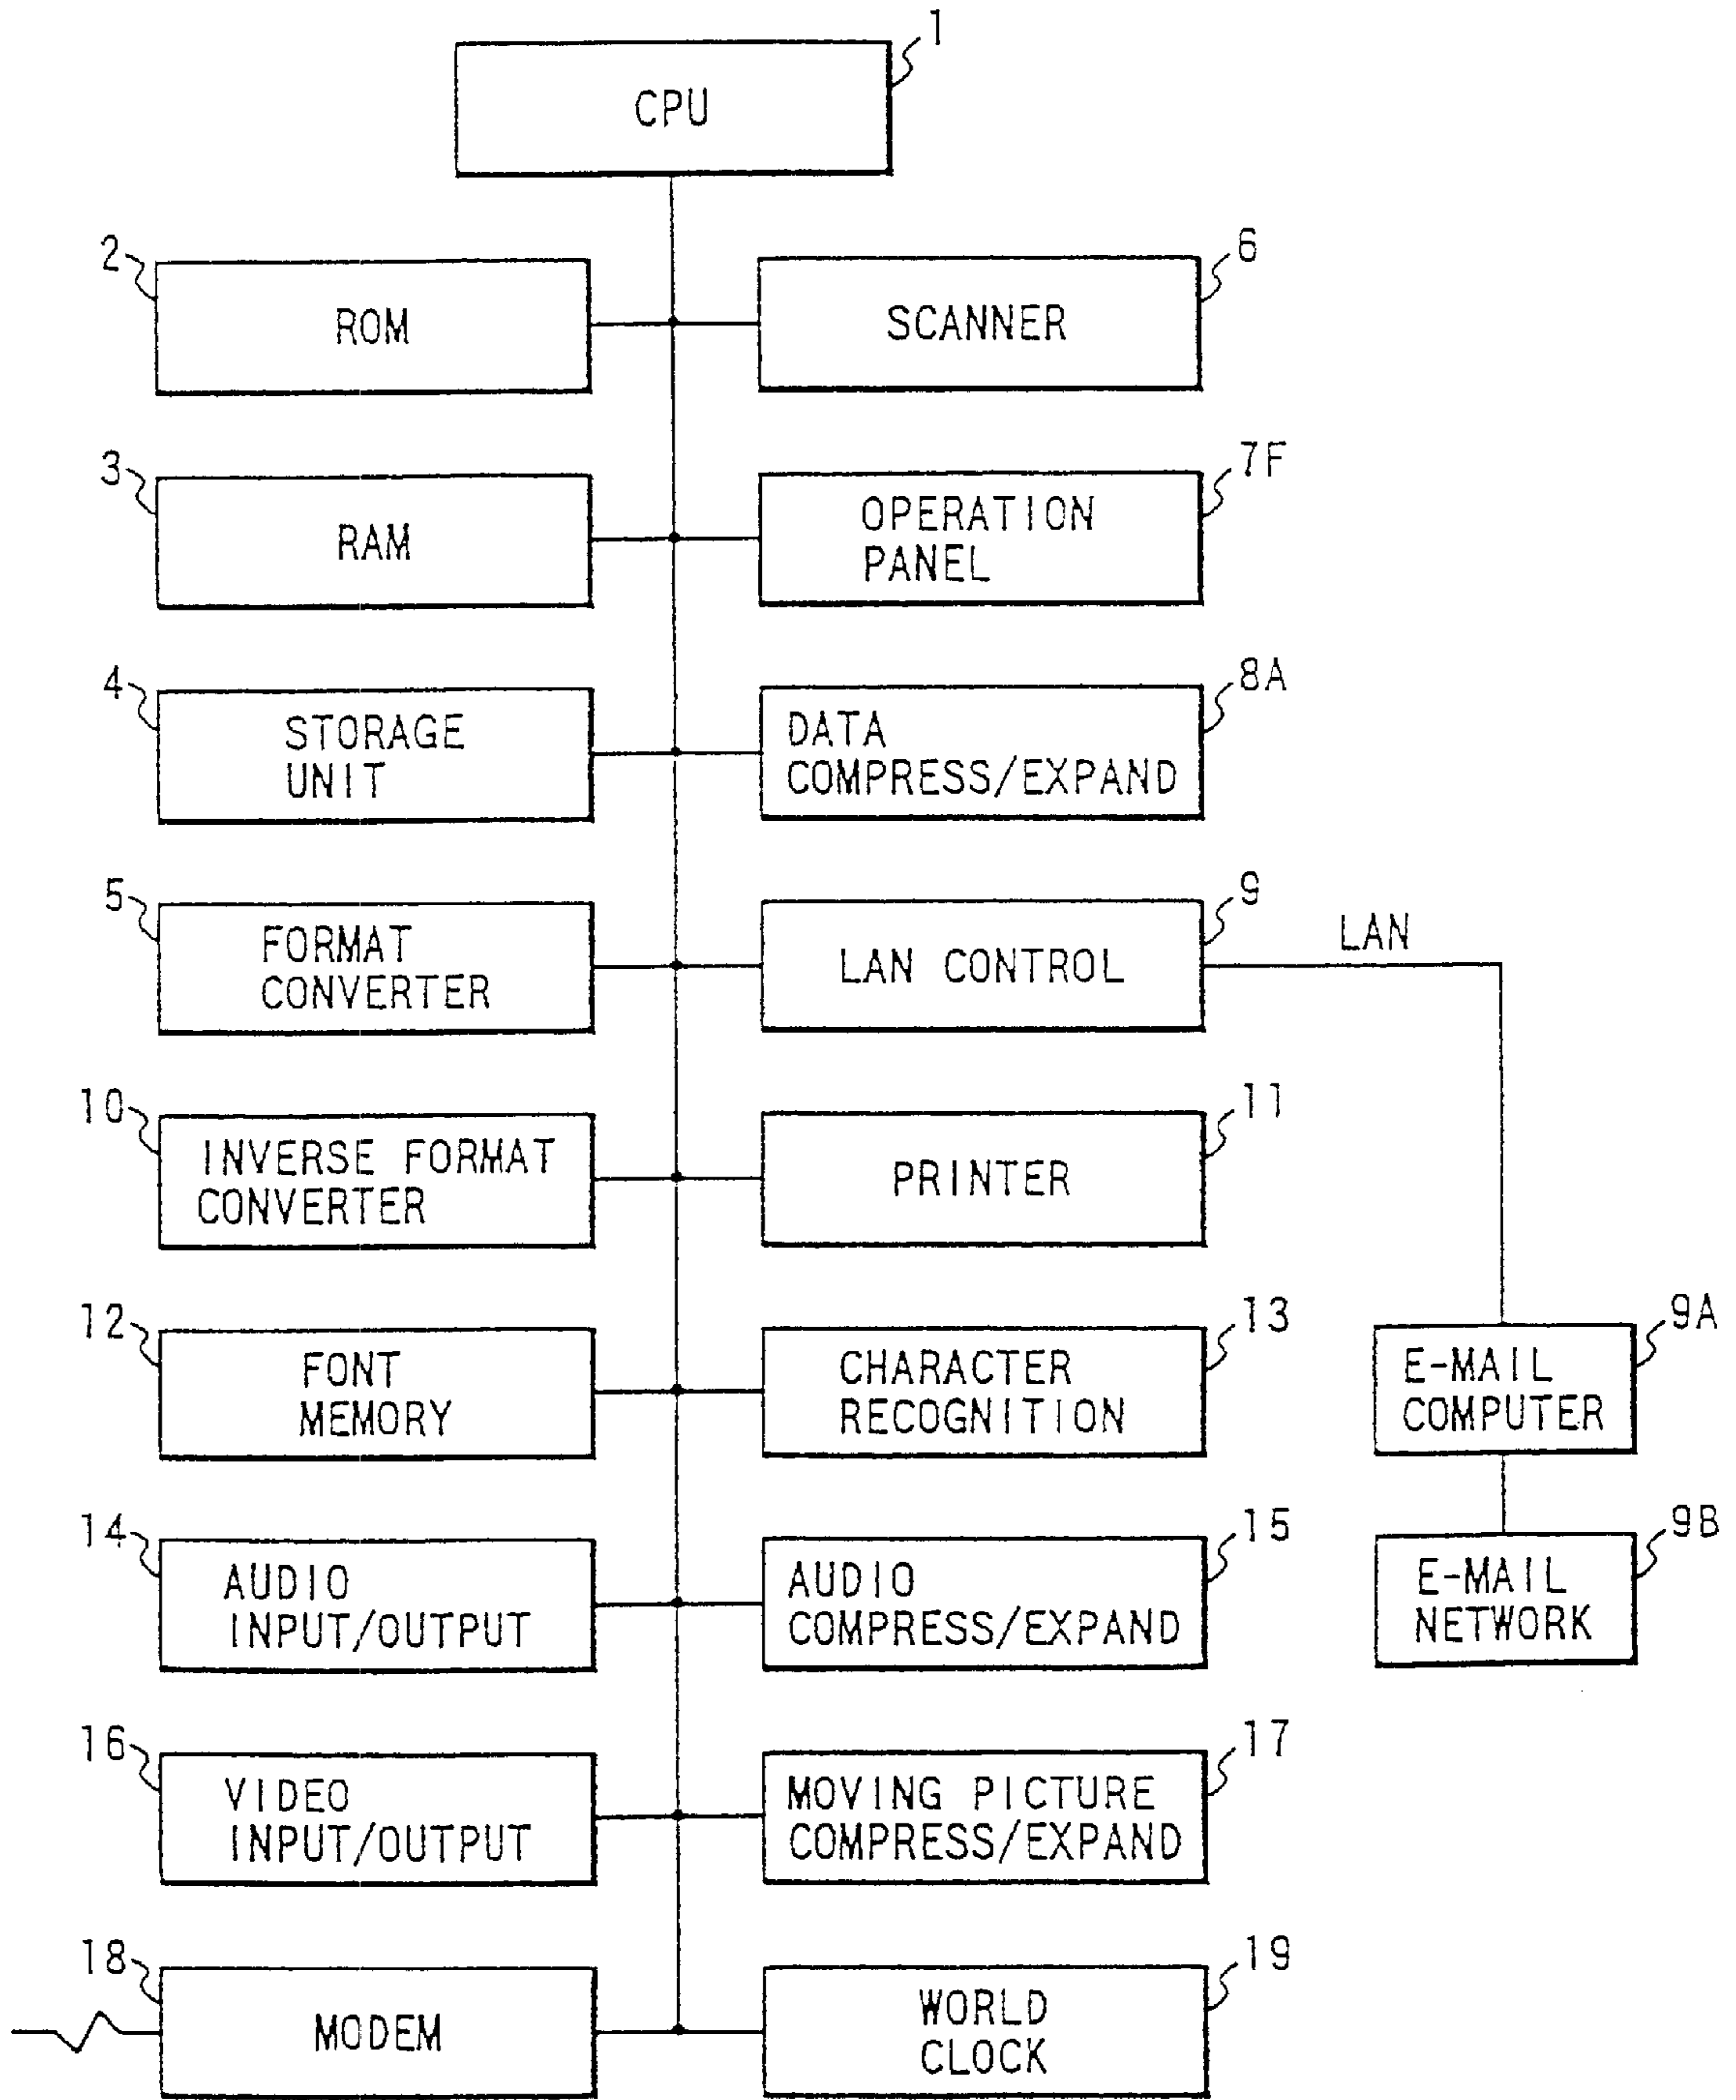 1
CPU
2
ROM
6
SCANNER
3
RAM
7F
OPERATION
PANEL
4
STORAGE
UNIT
8A
DATA
COMPRESS/EXPAND
5
FORMAT
CONVERTER
9
LAN CONTROL
LAN
10
INVERSE FORMAT
CONVERTER
11
PRINTER
12
FONT
MEMORY
13
CHARACTER
RECOGNITION
9A
E-MAIL
COMPUTER
14
AUDIO
INPUT/OUTPUT
15
AUDIO
COMPRESS/EXPAND
9B
E-MAIL
NETWORK
16
VIDEO
INPUT/OUTPUT
17
MOVING PICTURE
COMPRESS/EXPAND
18
MODEM
19
WORLD
CLOCK